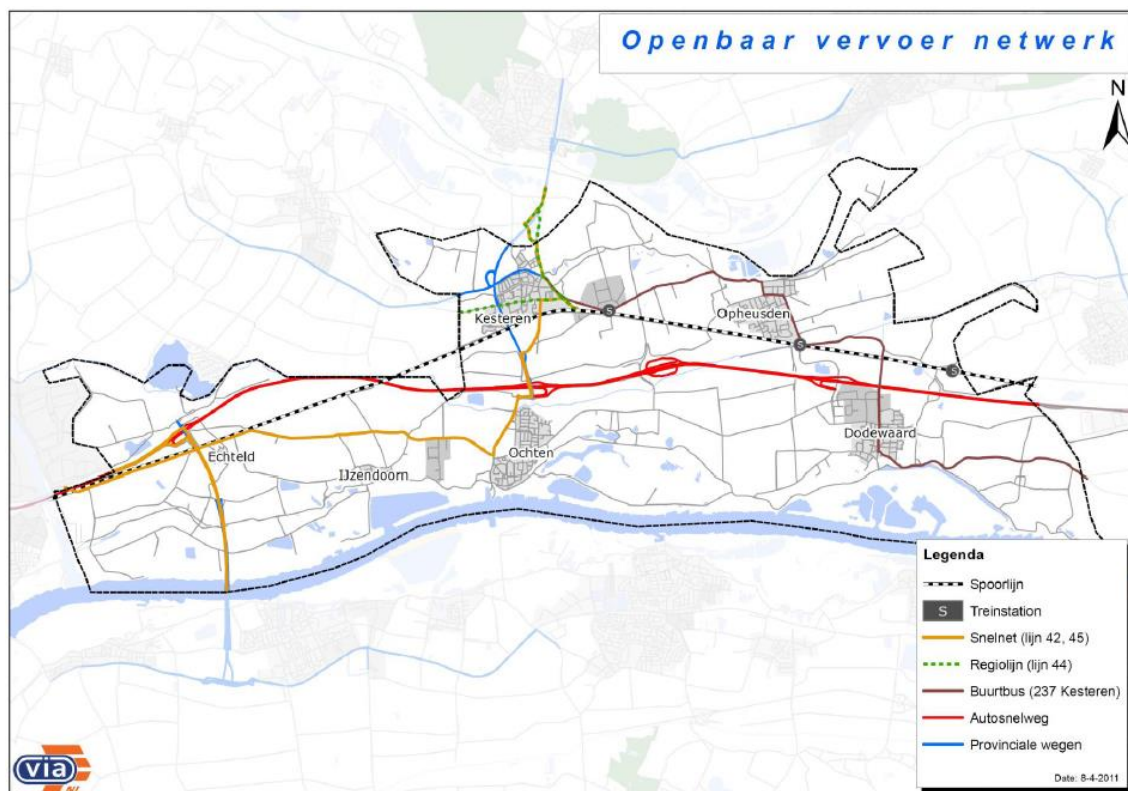 Openbaar vervoer netwerk
N
Kesteren
S
Opheusden
S
S
Echteld
IJzendoorn
Ochten
Dodewaard
Legenda
Spoorlijn
S Treinstation
Snelnet (lijn 42, 45)
Regiolijn (lijn 44)
Buurtbus (237 Kesteren)
Autosnelweg
Provinciale wegen
Date: 8-4-2011
via